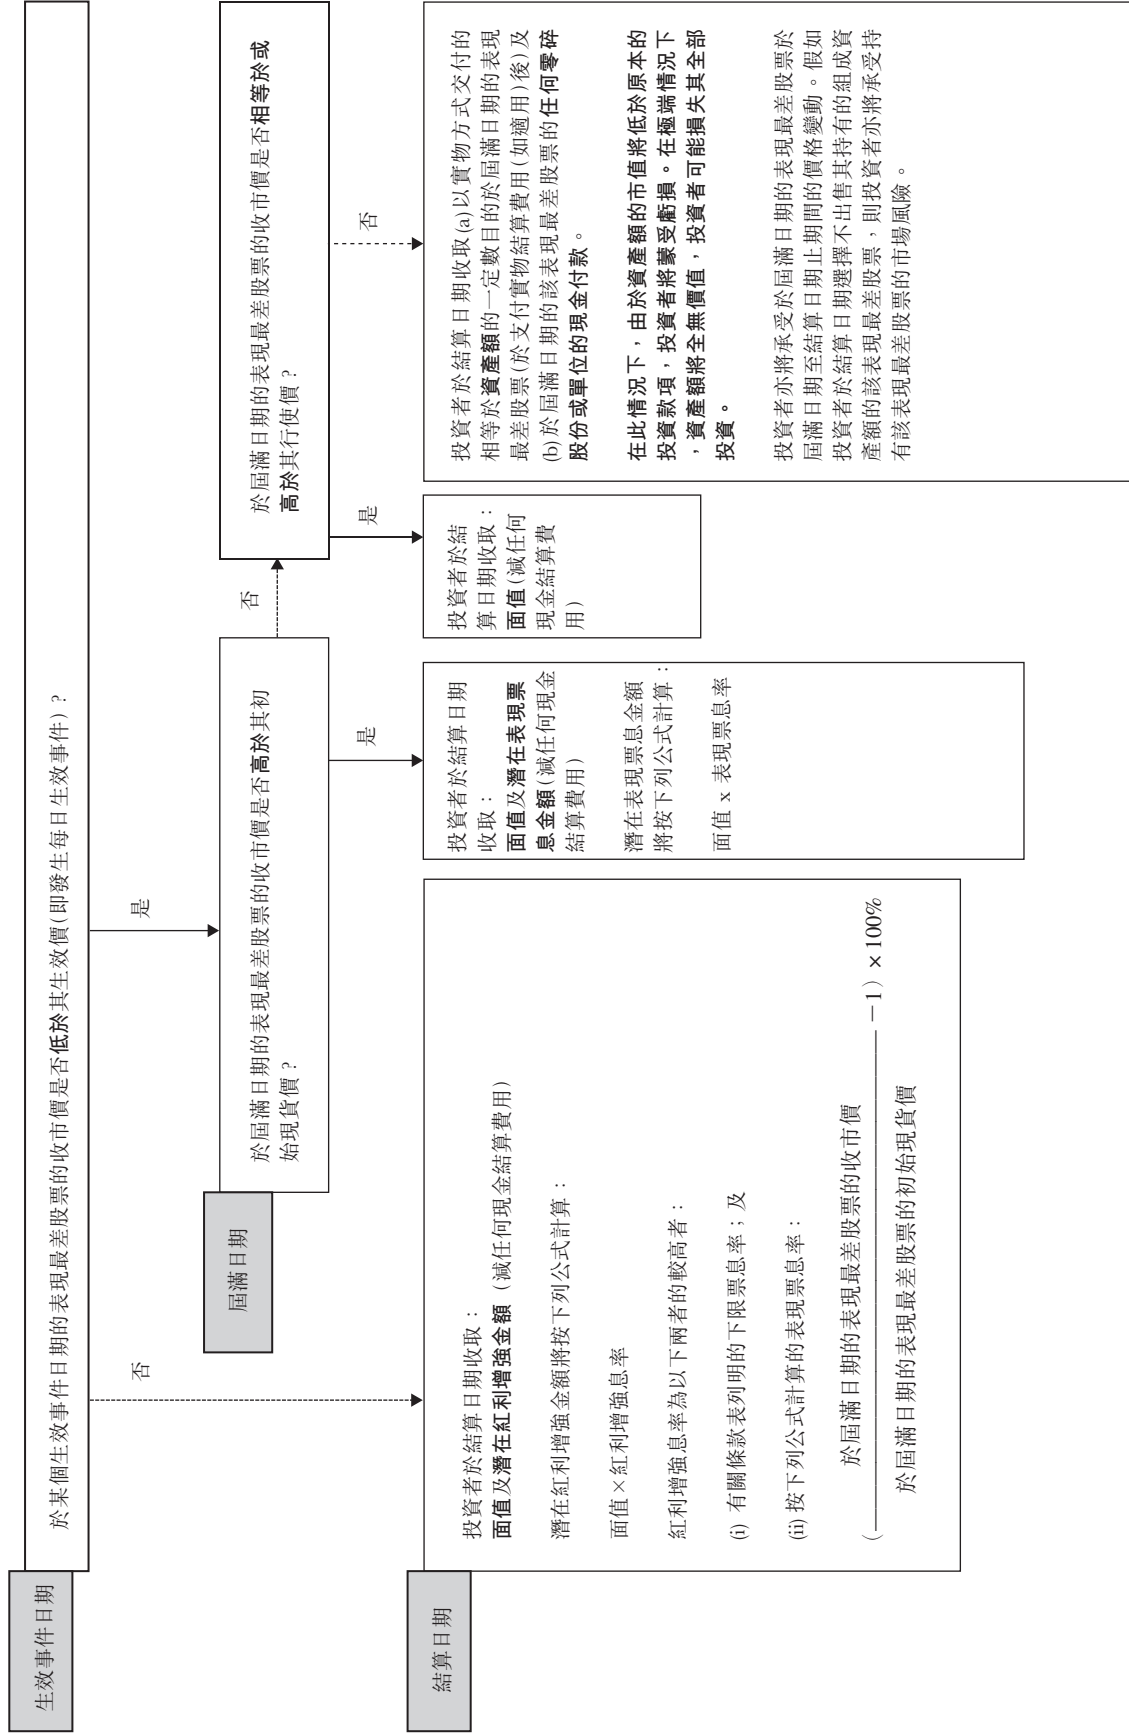 生效事件日期
於某個生效事件日期的表現最差股票的收市價是否低於其生效價(即發生每日生效事件)?
否
是
屆滿日期
於屆滿日期的表現最差股票的收市價是否高於其初
始現貨價?
否
是
於屆滿日期的表現最差股票的收市價是否相等於或
高於其行使價?
是
否
結算日期
投資者於結算日期收取:
面值及潛在紅利增強金額 (減任何現金結算費用)
潛在紅利增強金額將按下列公式計算:
面值×紅利增強息率
紅利增強息率為以下兩者的較高者:
(i) 有關條款表列明的下限票息率;及
(ii) 按下列公式計算的表現票息率:
於屆滿日期的表現最差股票的收市價
( —1) × 100%
於屆滿日期的表現最差股票的初始現貨價
投資者於結算日期
收取:
面值及潛在表現票
息金額(減任何現金
結算費用)
潛在表現票息金額
將按下列公式計算:
面值 x 表現票息率
投資者於結
算日期收取:
面值(減任何
現金結算費
用)
投資者於結算日期收取(a)以實物方式交付的
相等於資產額的一定數目的於屆滿日期的表現
最差股票(於支付實物結算費用(如適用)後)及
(b)於屆滿日期的該表現最差股票的任何零碎
股份或單位的現金付款。
在此情況下,由於資產額的市值將低於原本的
投資款項,投資者將蒙受虧損。在極端情況下
,資產額將全無價值,投資者可能損失其全部
投資。
投資者亦將承受於屆滿日期的表現最差股票於
屆滿日期至結算日期止期間的價格變動。假如
投資者於結算日期選擇不出售其持有的組成資
產額的該表現最差股票,則投資者亦將承受持
有該表現最差股票的市場風險。